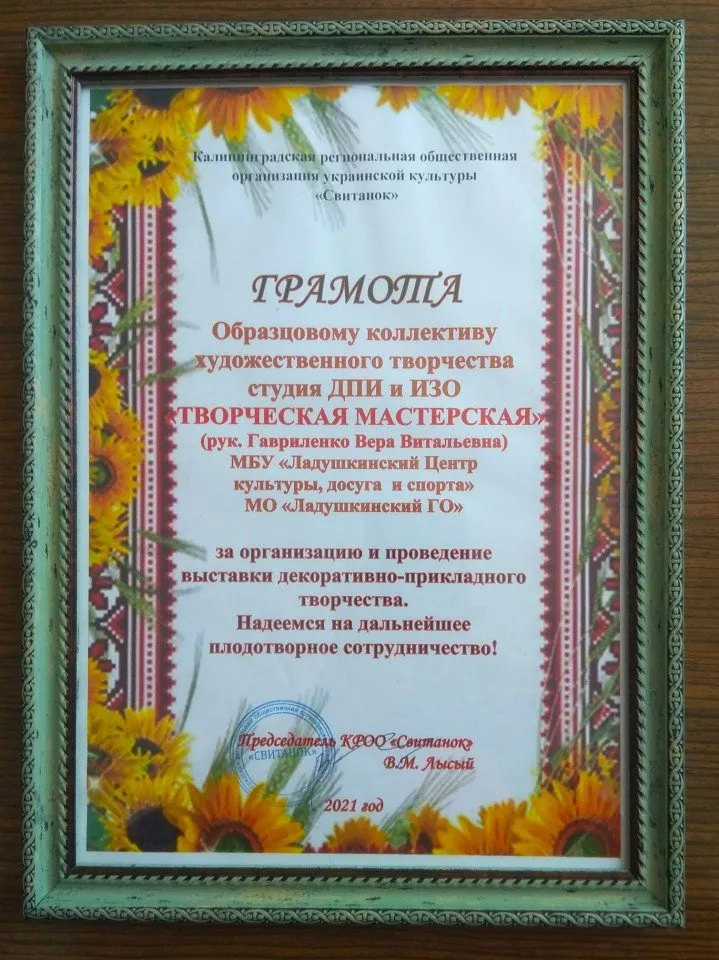 Калининградская региональная общественная
организация украинской культуры
«Свитанок»
ГРАМОТА
Образцовому коллективу
художественного творчества
студия ДПИ и ИЗО
«ТВОРЧЕСКАЯ МАСТЕРСКАЯ»
(рук. Гавриленко Вера Витальевна)
МБУ «Ладушкинский Центр
культуры, досуга и спорта»
МО «Ладушкинский ГО»
за организацию и проведение
выставки декоративно-прикладного
творчества.
Надеемся на дальнейшее
плодотворное сотрудничество!
Председатель КРОО «Свитанок»
«СВИТАНОК»
В.М. Лысый
2021 год